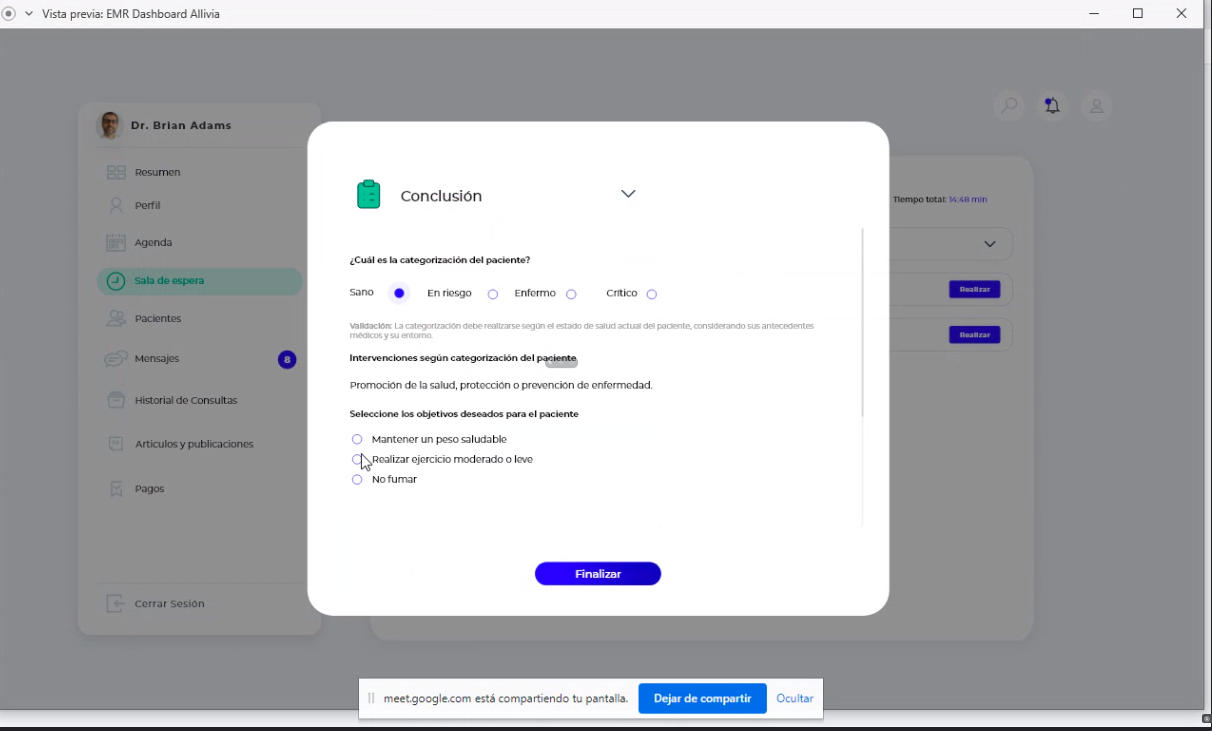 Vista previa: EMR Dashboard Allivia
Dr. Brian Adams
Resumen
Perfil
Agenda
Sala de espera
Pacientes
Mensajes
8
Historial de Consultas
Articulos y publicaciones
Pagos
Cerrar Sesión
Conclusión
¿Cuál es la categorización del paciente?
Sano En riesgo Enfermo Crítico
Validación: La categorización debe realizarse según el estado de salud actual del paciente, considerando sus antecedentes
médicos y su entorno.
Intervenciones según categorización del paciente
Promoción de la salud, protección o prevención de enfermedad.
Seleccione los objetivos deseados para el paciente
Mantener un peso saludable
Realizar ejercicio moderado o leve
No fumar
Finalizar
Tiempo total: 14:48 min
Realizar
Realizar
meet.google.com está compartiendo tu pantalla. Dejar de compartir Ocultar